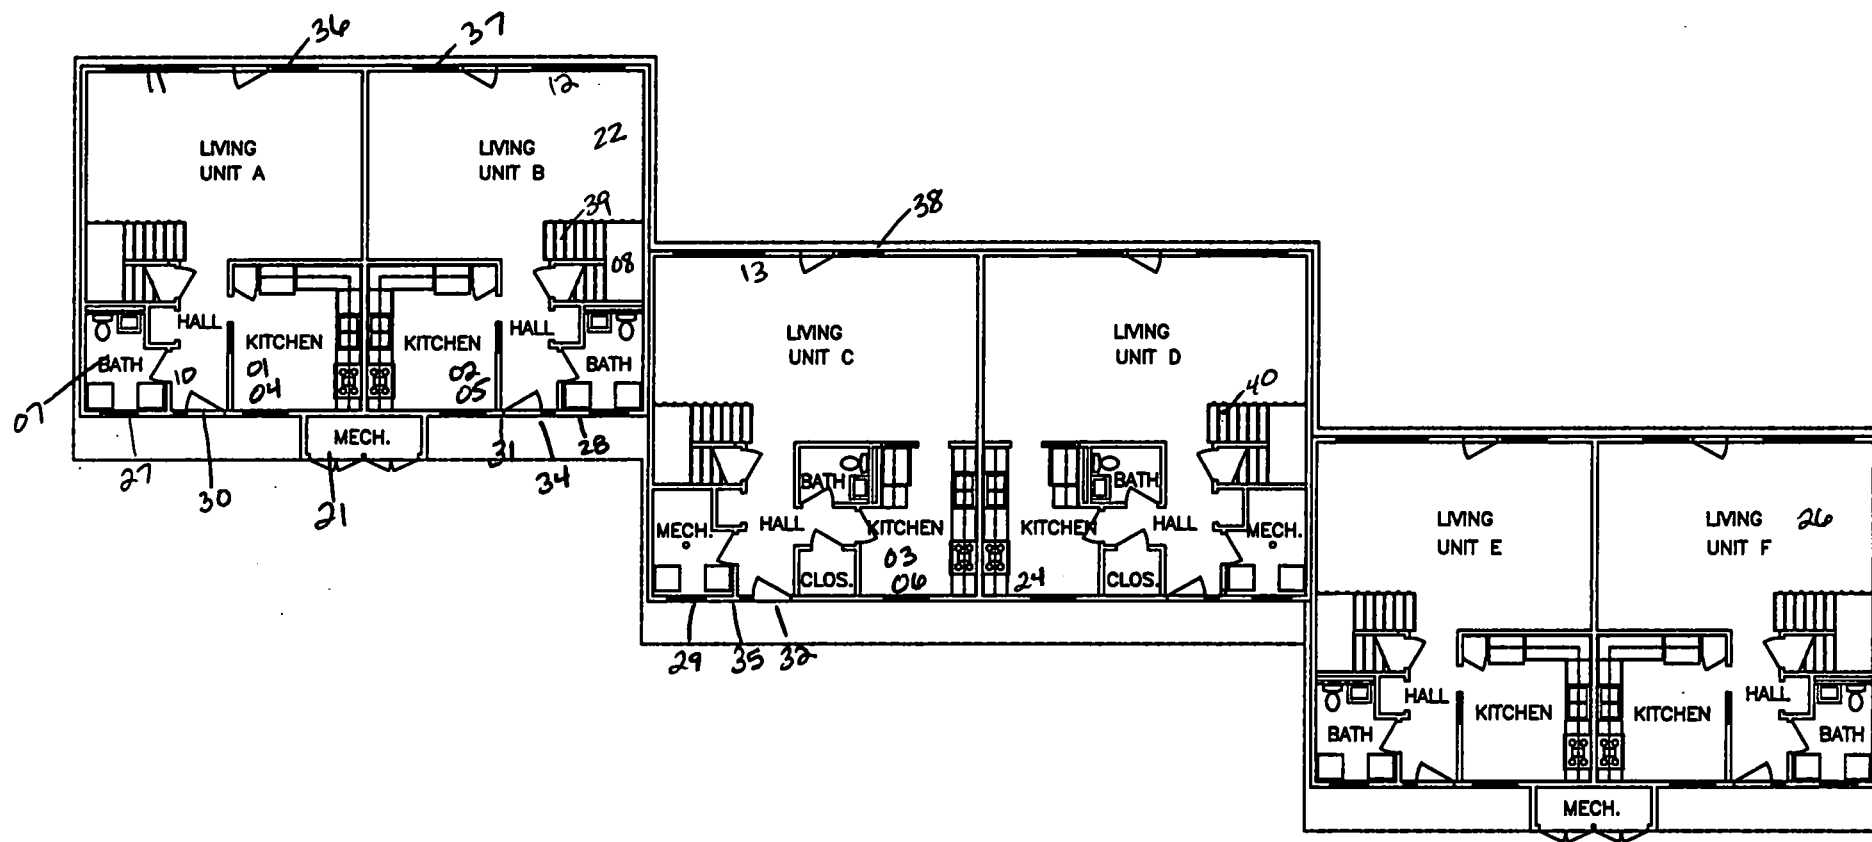 36
37
11
12
22
LIVING
UNIT A
LIVING
UNIT B
39
38
08
13
HALL
KITCHEN
KITCHEN
HALL
BATH
BATH
07
10
01
04
02
05
LIVING
UNIT C
LIVING
UNIT D
40
MECH.
27
30
21
31
34
28
BATH
BATH
MECH.
HALL
KITCHEN
KITCHEN
HALL
MECH.
03
06
CLOS.
24
CLOS.
29
35
32
LIVING
UNIT E
LIVING
UNIT F
26
HALL
KITCHEN
KITCHEN
HALL
BATH
BATH
MECH.